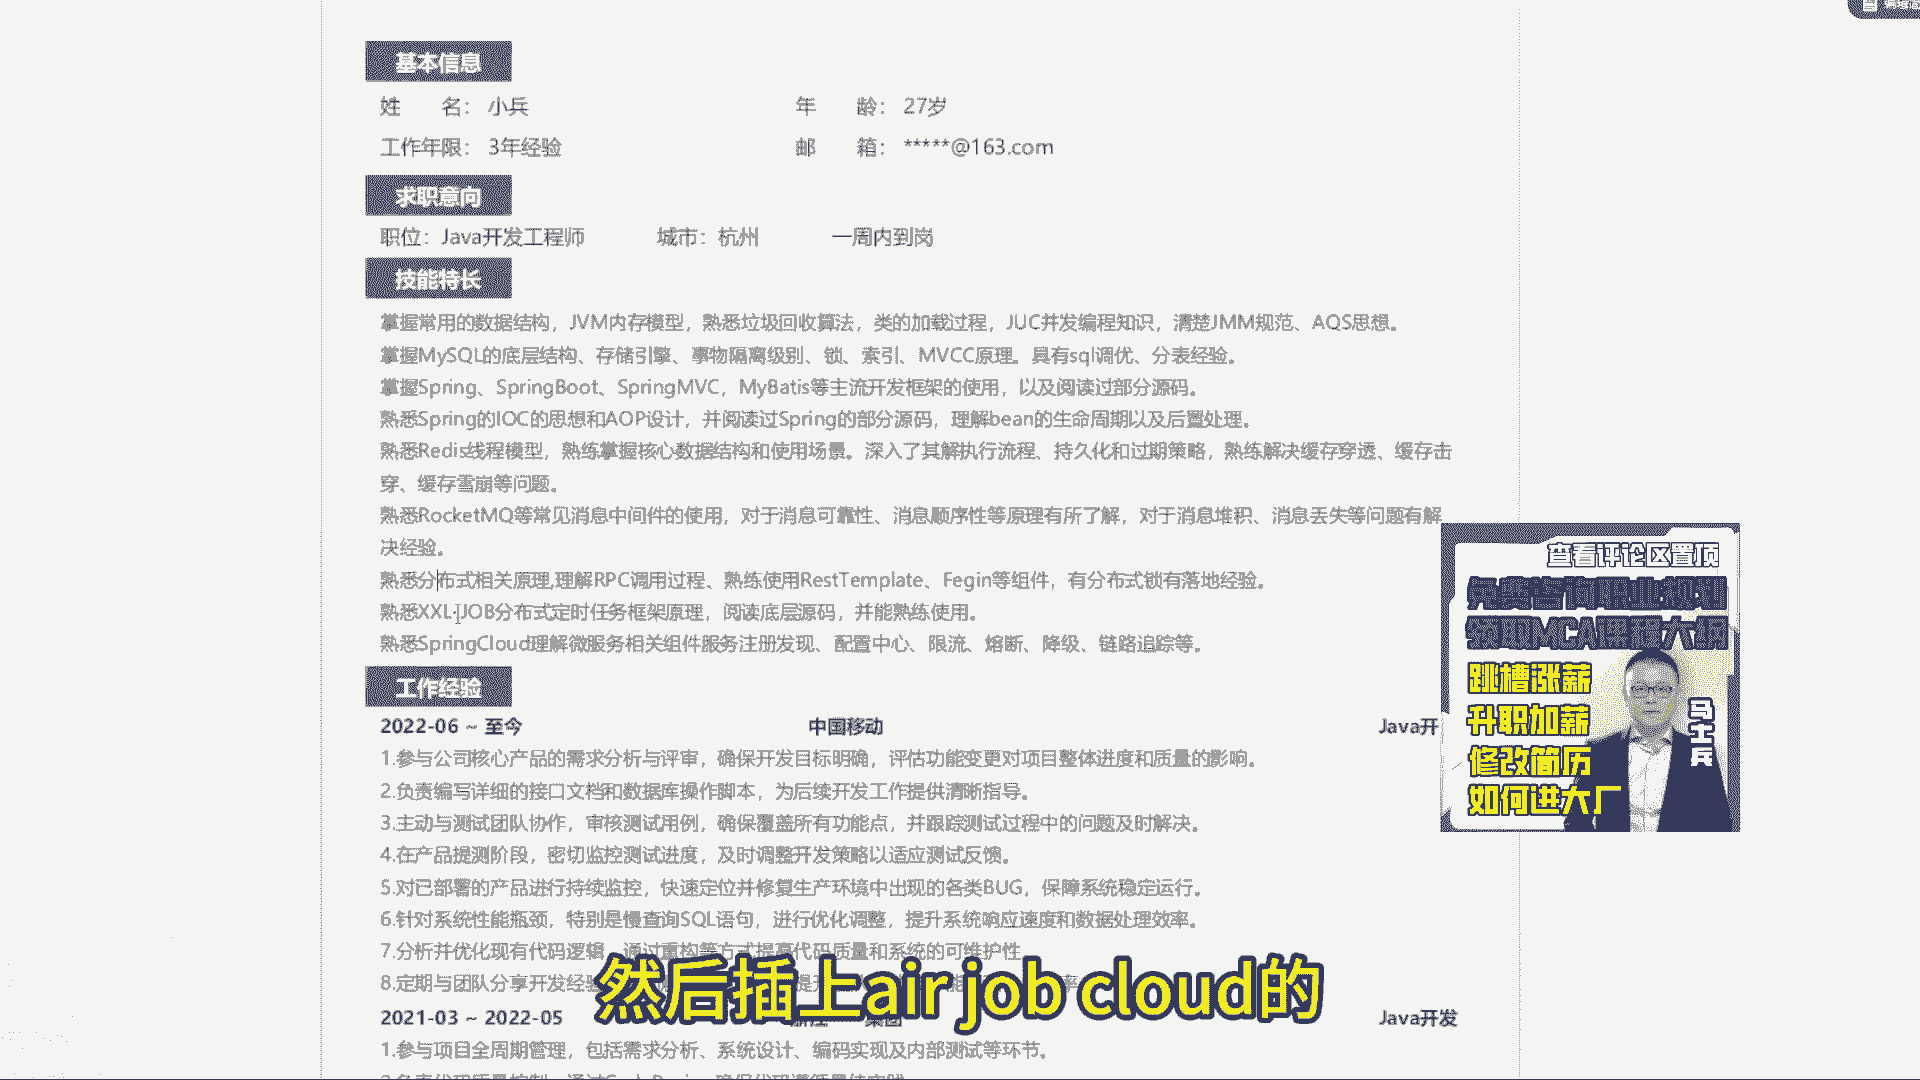 基本信息
姓 名： 小兵
年 龄： 27岁
工作年限： 3年经验
邮 箱： *****@163.com
求职意向
职位：Java开发工程师
城市：杭州
一周内到岗
技能特长
掌握常用的数据结构，JVM内存模型，熟悉垃圾回收算法，类的加载过程，JUC并发编程知识，清楚JMM规范、AQS思想。
掌握MySQL的底层结构、存储引擎、事物隔离级别、锁、索引、MVCC原理。具有sql调优、分表经验。
掌握Spring、SpringBoot、SpringMVC，MyBatis等主流开发框架的使用，以及阅读过部分源码。
熟悉Spring的IOC的思想和AOP设计，并阅读过Spring的部分源码，理解bean的生命周期以及后置处理。
熟悉Redis线程模型，熟练掌握核心数据结构和使用场景。深入了其解执行流程、持久化和过期策略，熟练解决缓存穿透、缓存击
穿、缓存雪崩等问题。
熟悉RocketMQ等常见消息中间件的使用，对于消息可靠性、消息顺序性等原理有所了解，对于消息堆积、消息丢失等问题有解
决经验。
熟悉分布式相关原理,理解RPC调用过程、熟练使用RestTemplate、Fegin等组件，有分布式锁有落地经验。
熟悉XXL-JOB分布式定时任务框架原理，阅读底层源码，并能熟练使用。
熟悉SpringCloud理解微服务相关组件服务注册发现、配置中心、限流、熔断、降级、链路追踪等。
工作经验
2022-06 ~ 至今
中国移动
Java开
1.参与公司核心产品的需求分析与评审，确保开发目标明确，评估功能变更对项目整体进度和质量的影响。
2.负责编写详细的接口文档和数据库操作脚本，为后续开发工作提供清晰指导。
3.主动与测试团队协作，审核测试用例，确保覆盖所有功能点，并跟踪测试过程中的问题及时解决。
4.在产品提测阶段，密切监控测试进度，及时调整开发策略以适应测试反馈。
5.对已部署的产品进行持续监控，快速定位并修复生产环境中出现的各类BUG，保障系统稳定运行。
6.针对系统性能瓶颈，特别是慢查询SQL语句，进行优化调整，提升系统响应速度和数据处理效率。
7.分析并优化现有代码逻辑，通过重构等方式提高代码质量和系统的可维护性
8.定期与团队分享开发经
然后插上air job cloud的
2021-03 ~ 2022-05
集团
Java开发
1.参与项目全周期管理，包括需求分析、系统设计、编码实现及内部测试等环节。
查看评论区置顶
免费咨询职业规划
领取MCA课程大纲
跳槽涨薪
升职加薪
修改简历
如何进大厂
马士兵